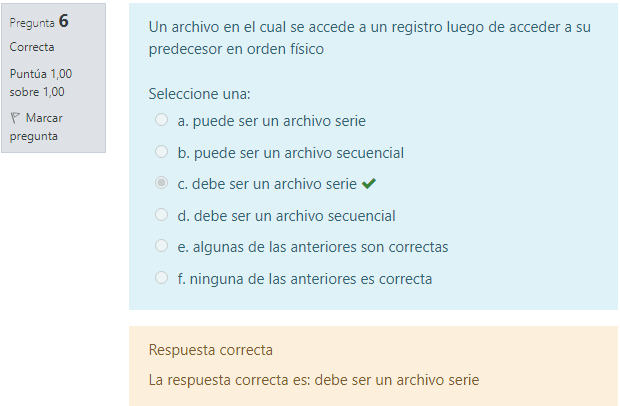 Pregunta 6
Correcta
Puntúa 1,00
sobre 1,00
Marcar
pregunta
Un archivo en el cual se accede a un registro luego de acceder a su
predecesor en orden físico
Seleccione una:
a. puede ser un archivo serie
b. puede ser un archivo secuencial
c. debe ser un archivo serie
d. debe ser un archivo secuencial
e. algunas de las anteriores son correctas
f. ninguna de las anteriores es correcta
Respuesta correcta
La respuesta correcta es: debe ser un archivo serie